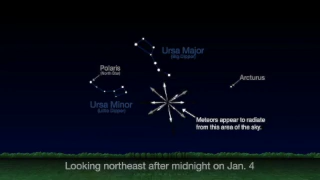 Ursa Major
(Big Dipper)
Polaris
(North Star)
Arcturus
Ursa Minor
(Little Dipper)
Meteors appear to radiate
from this area of the sky.
Looking northeast after midnight on Jan. 4